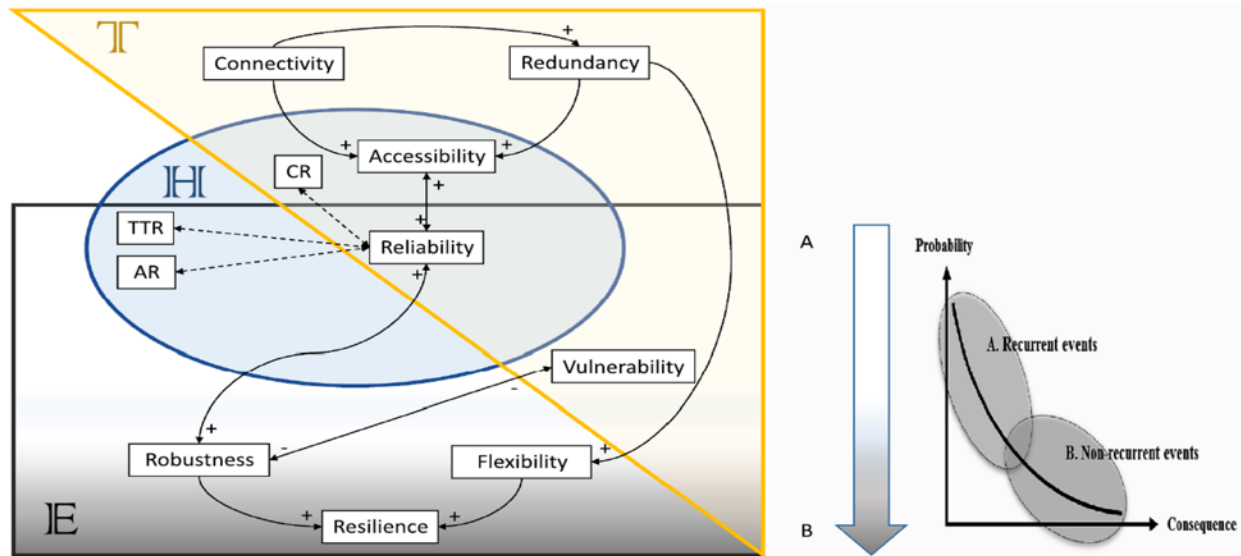 T
+
Connectivity
Redundancy
+
+
Accessibility
H
CR
+
TTR
+
Reliability
AR
+
Vulnerability
-
+
-
+
Robustness
Flexibility
E
+
+
Resilience
A
Probability
A. Recurrent events
B. Non-recurrent events
B
Consequence